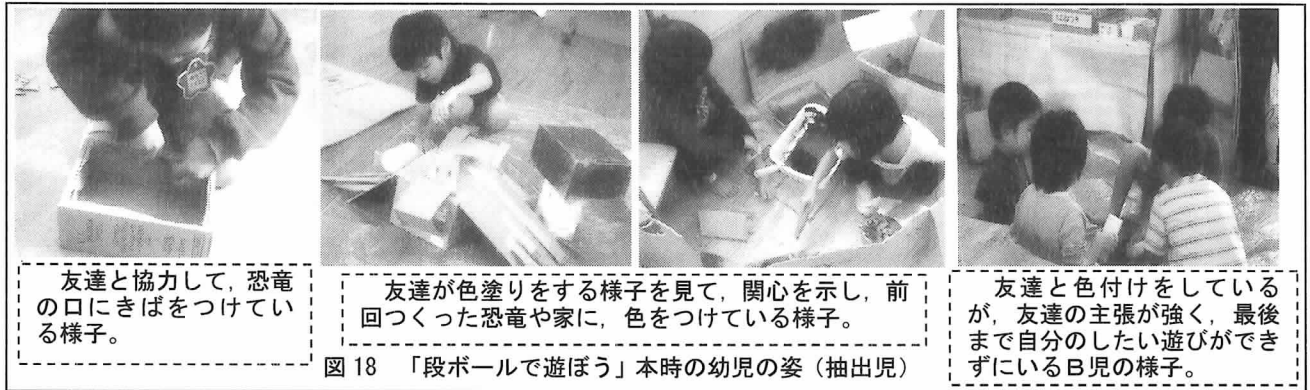 友達と協力して，恐竜
の口にきばをつけてい
る様子。
友達が色塗りをする様子を見て，関心を示し，前
回つくった恐竜や家に，色をつけている様子。
友達と色付けをしている
が，友達の主張が強く，最後
まで自分のしたい遊びができ
ずにいるＢ児の様子。
図 18　「段ボールで遊ぼう」本時の幼児の姿（抽出児）